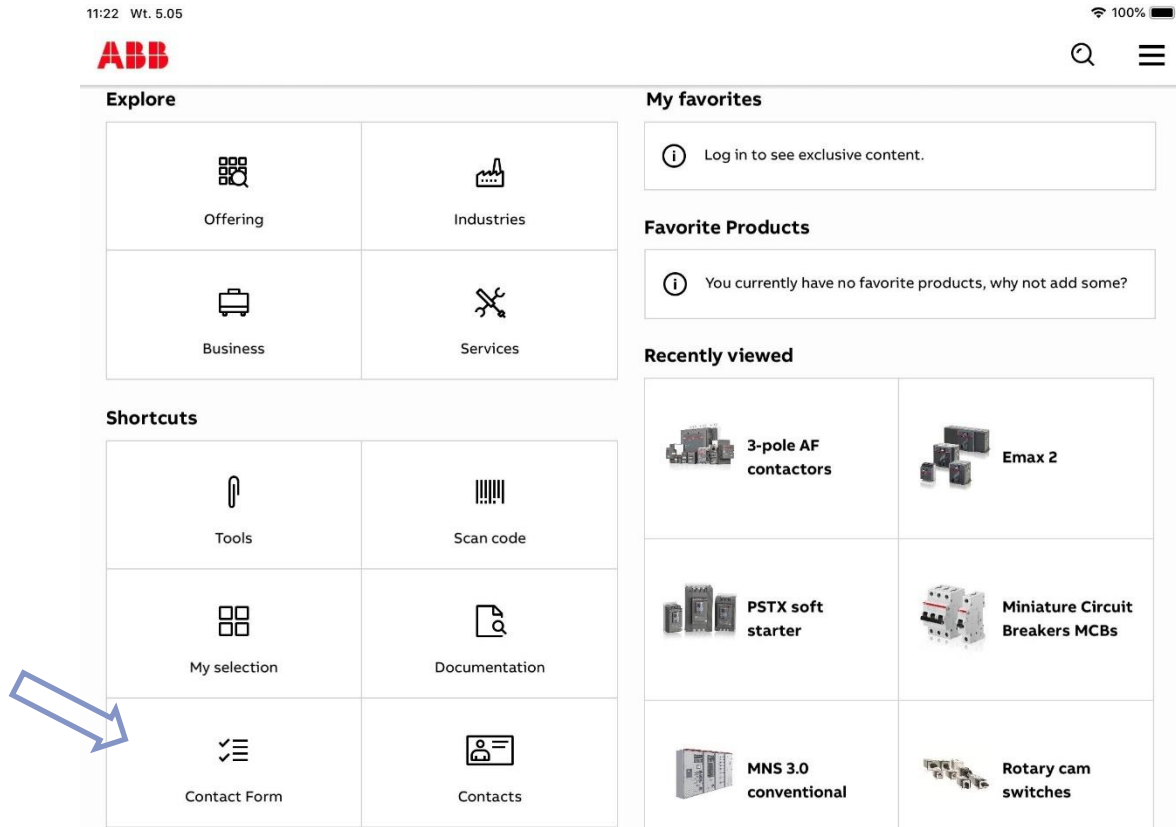 11:22 Wt. 5.05
100%
ABB
Explore
Offering
Industries
Business
Services
Shortcuts
Tools
Scan code
My selection
Documentation
Contact Form
Contacts
My favorites
Log in to see exclusive content.
Favorite Products
You currently have no favorite products, why not add some?
Recently viewed
3-pole AF
contactors
Emax 2
PSTX soft
starter
Miniature Circuit
Breakers MCBs
MNS 3.0
conventional
Rotary cam
switches